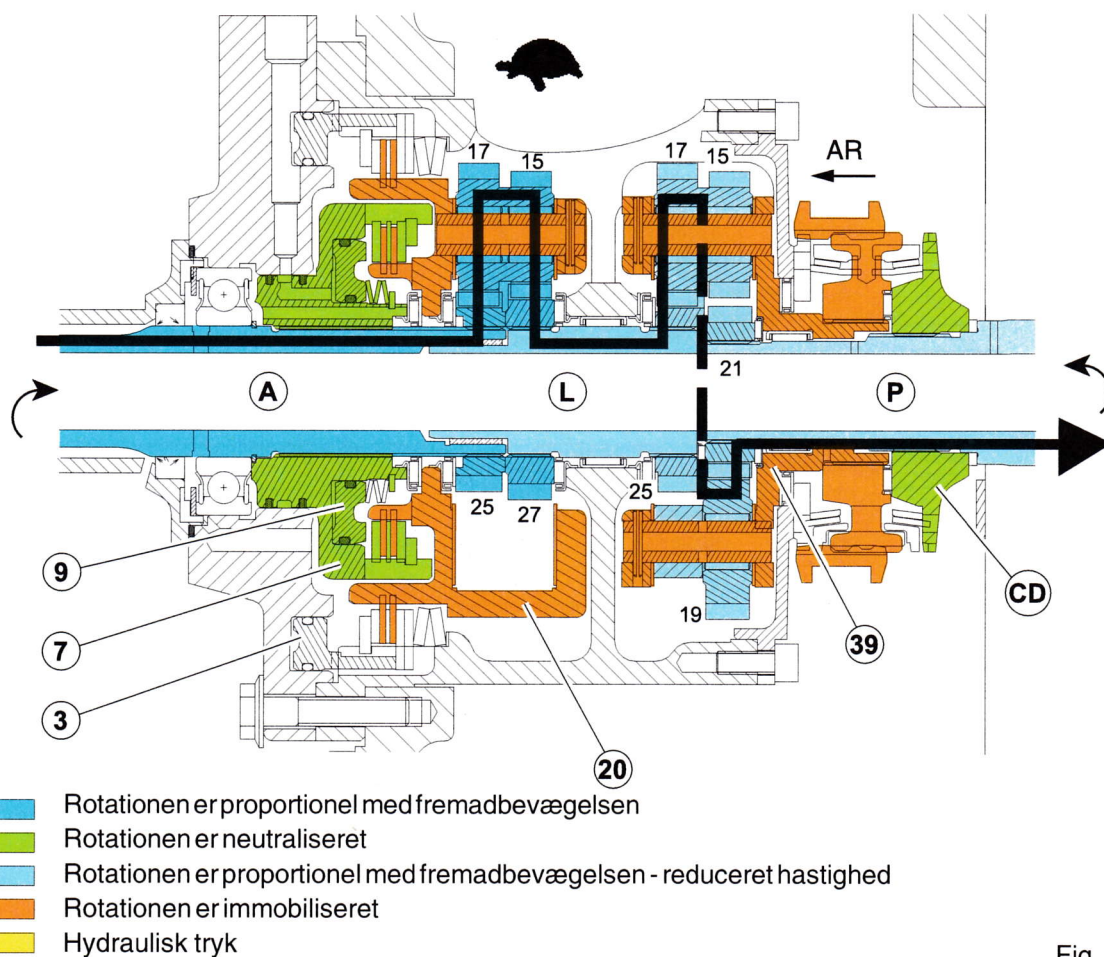 17
15
17
15
AR
21
A
L
P
25
27
25
9
CD
19
7
39
3
20
Rotationen er proportionel med fremadbevægelsen
Rotationen er neutraliseret
Rotationen er proportionel med fremadbevægelsen - reduceret hastighed
Rotationen er immobiliseret
Hydraulisk tryk
Fig